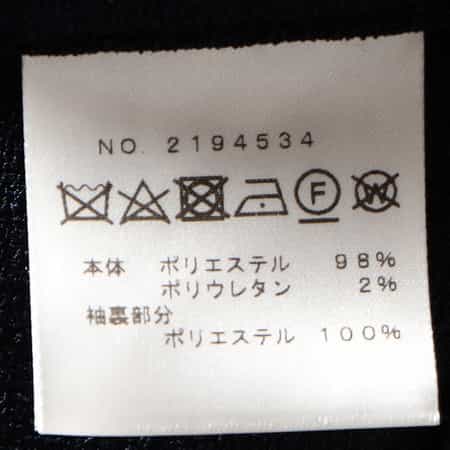 NO. 2194534
F W
本体 ポリエステル 98%
ポリウレタン 2%
袖裏部分
ポリエステル 100%